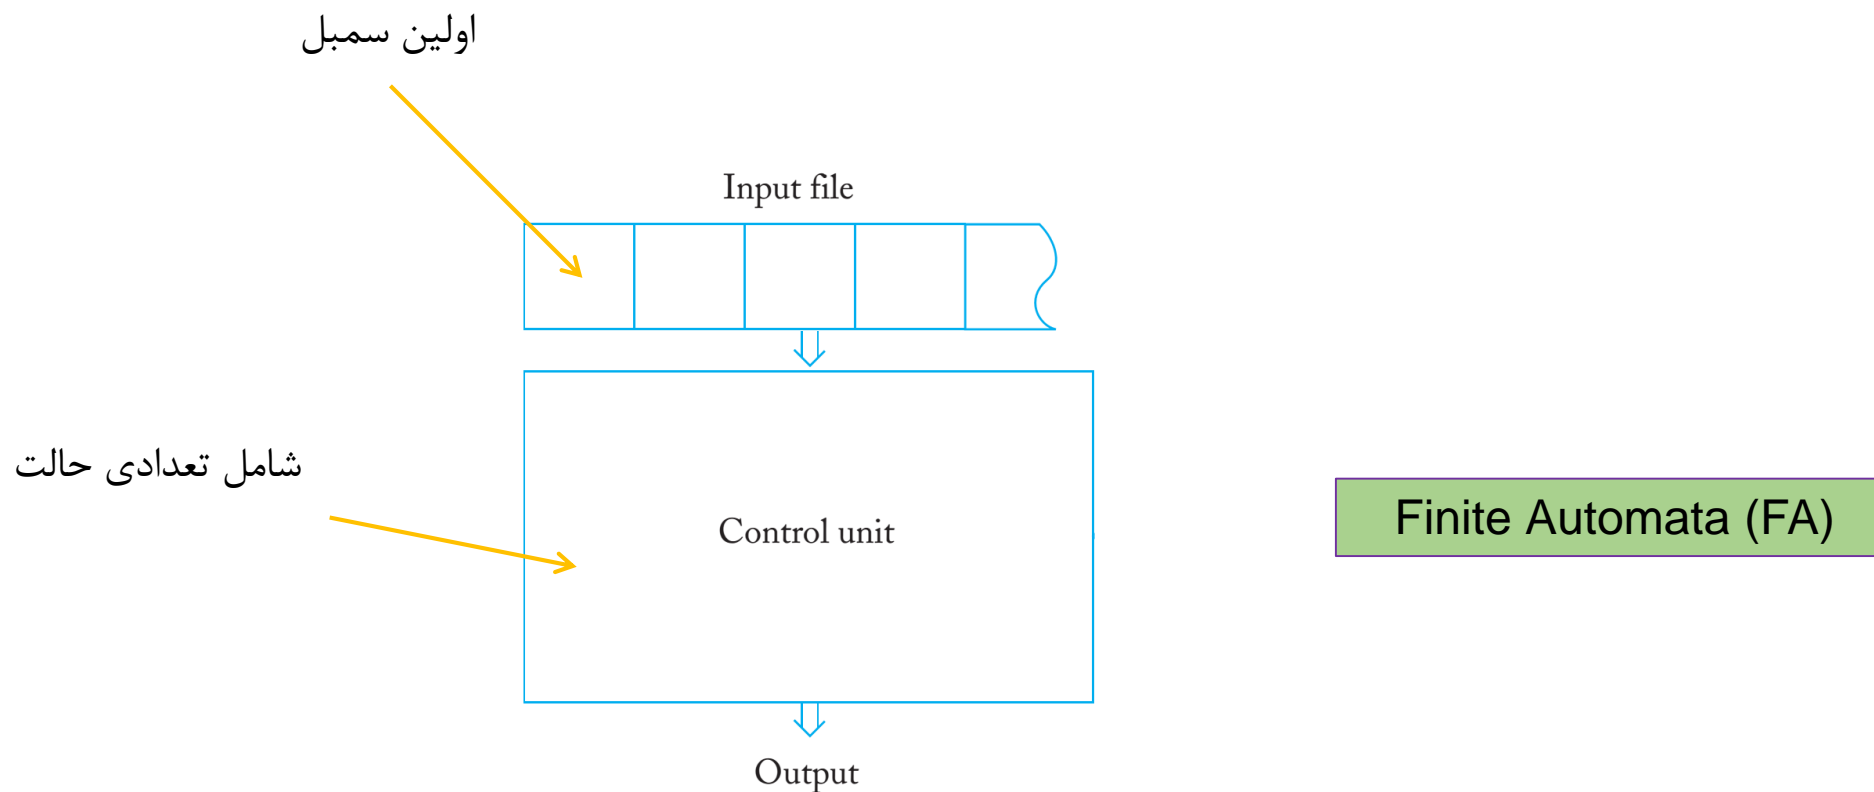 اولین سمبل
Input file
شامل تعدادی حالت
Control unit
Finite Automata (FA)
Output